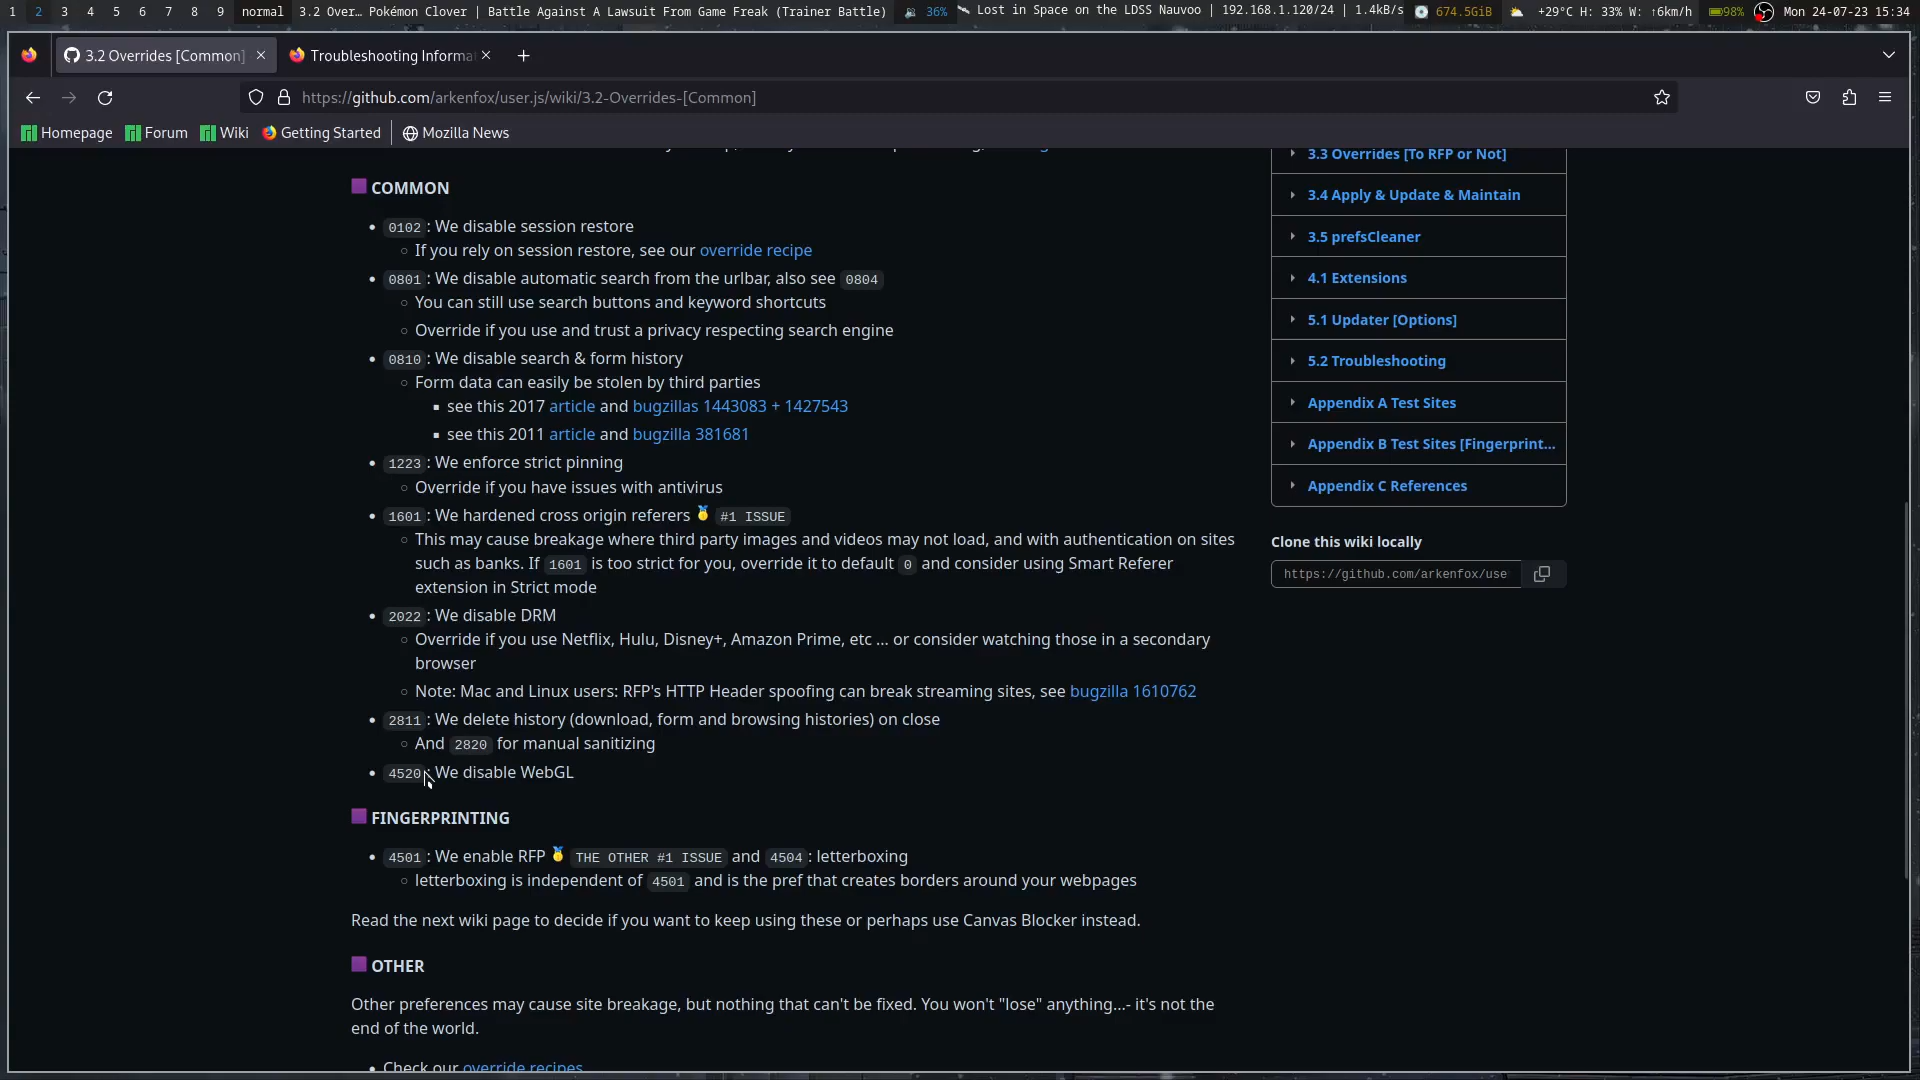 1 2 3 4 5 6 7 8 9 normal 3.2 Over… Pokémon Clover | Battle Against A Lawsuit From Game Freak (Trainer Battle) 36% Lost in Space on the LDSS Nauvoo | 192.168.1.120/24 | 1.4kB/s 674.5GiB +29°C H: 33% W: ↑6km/h 98% Mon 24-07-23 15:34
3.2 Overrides [Common] Troubleshooting Informa
https://github.com/arkenfox/user.js/wiki/3.2-Overrides-[Common]
Homepage Forum Wiki Getting Started Mozilla News
COMMON
0102: We disable session restore
If you rely on session restore, see our override recipe
0801: We disable automatic search from the urlbar, also see 0804
You can still use search buttons and keyword shortcuts
Override if you use and trust a privacy respecting search engine
0810: We disable search & form history
Form data can easily be stolen by third parties
see this 2017 article and bugzillas 1443083 + 1427543
see this 2011 article and bugzilla 381681
1223: We enforce strict pinning
Override if you have issues with antivirus
1601: We hardened cross origin referers #1 ISSUE
This may cause breakage where third party images and videos may not load, and with authentication on sites
such as banks. If 1601 is too strict for you, override it to default 0 and consider using Smart Referer
extension in Strict mode
2022: We disable DRM
Override if you use Netflix, Hulu, Disney+, Amazon Prime, etc ... or consider watching those in a secondary
browser
Note: Mac and Linux users: RFP's HTTP Header spoofing can break streaming sites, see bugzilla 1610762
2811: We delete history (download, form and browsing histories) on close
And 2820 for manual sanitizing
4520: We disable WebGL
FINGERPRINTING
4501: We enable RFP THE OTHER #1 ISSUE and 4504: letterboxing
letterboxing is independent of 4501 and is the pref that creates borders around your webpages
Read the next wiki page to decide if you want to keep using these or perhaps use Canvas Blocker instead.
OTHER
Other preferences may cause site breakage, but nothing that can't be fixed. You won't "lose" anything...- it's not the
end of the world.
Check our override recipes
3.3 Overrides [To RFP or Not]
3.4 Apply & Update & Maintain
3.5 prefsCleaner
4.1 Extensions
5.1 Updater [Options]
5.2 Troubleshooting
Appendix A Test Sites
Appendix B Test Sites [Fingerprint...
Appendix C References
Clone this wiki locally
https://github.com/arkenfox/use